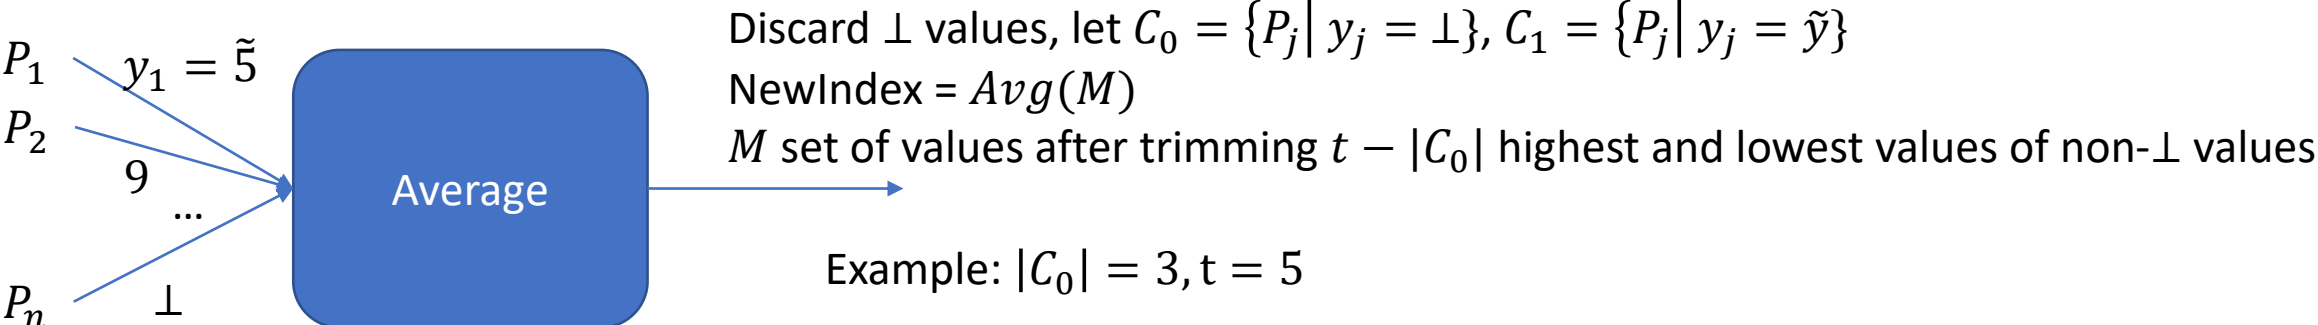 P₁
y₁ = 5̃
P₂
9
...
Pₙ
⊥
Average
Discard ⊥ values, let C₀ = {Pⱼ| yⱼ = ⊥}, C₁ = {Pⱼ| yⱼ = ỹ}
NewIndex = Avg(M)
M set of values after trimming t − |C₀| highest and lowest values of non-⊥ values
Example: |C₀| = 3, t = 5